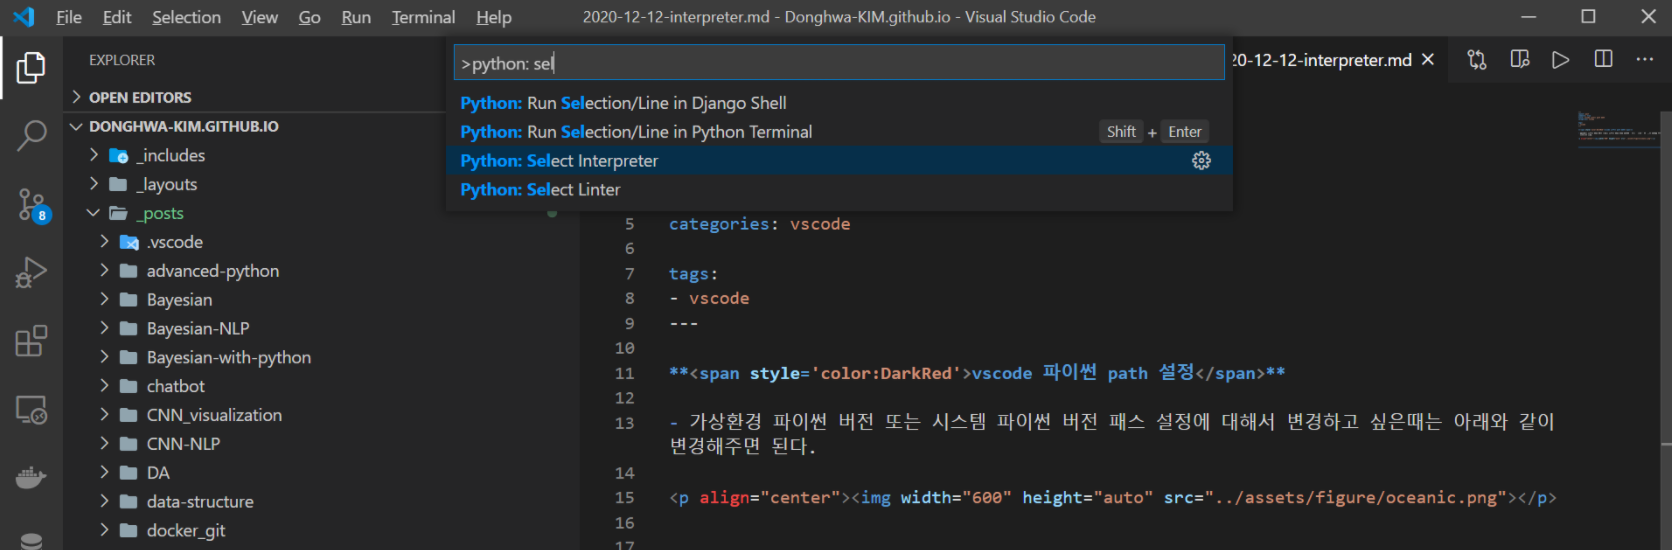 File Edit Selection View Go Run Terminal Help 2020-12-12-interpreter.md - Donghwa-KIM.github.io - Visual Studio Code
EXPLORER
>python: sel
20-12-12-interpreter.md
OPEN EDITORS
Python: Run Selection/Line in Django Shell
DONGHWA-KIM.GITHUB.IO
Python: Run Selection/Line in Python Terminal Shift + Enter
_includes
Python: Select Interpreter
_layouts
Python: Select Linter
_posts
8
.vscode
advanced-python
Bayesian
Bayesian-NLP
Bayesian-with-python
chatbot
CNN_visualization
CNN-NLP
DA
data-structure
docker_git
5 categories: vscode
6
7 tags:
8 - vscode
9 ---
10
11 **<span style='color:DarkRed'>vscode 파이썬 path 설정</span>**
12
13 - 가상환경 파이썬 버전 또는 시스템 파이썬 버전 패스 설정에 대해서 변경하고 싶은때는 아래와 같이
변경해주면 된다.
14
15 <p align="center"><img width="600" height="auto" src="../assets/figure/oceanic.png"></p>
16
17